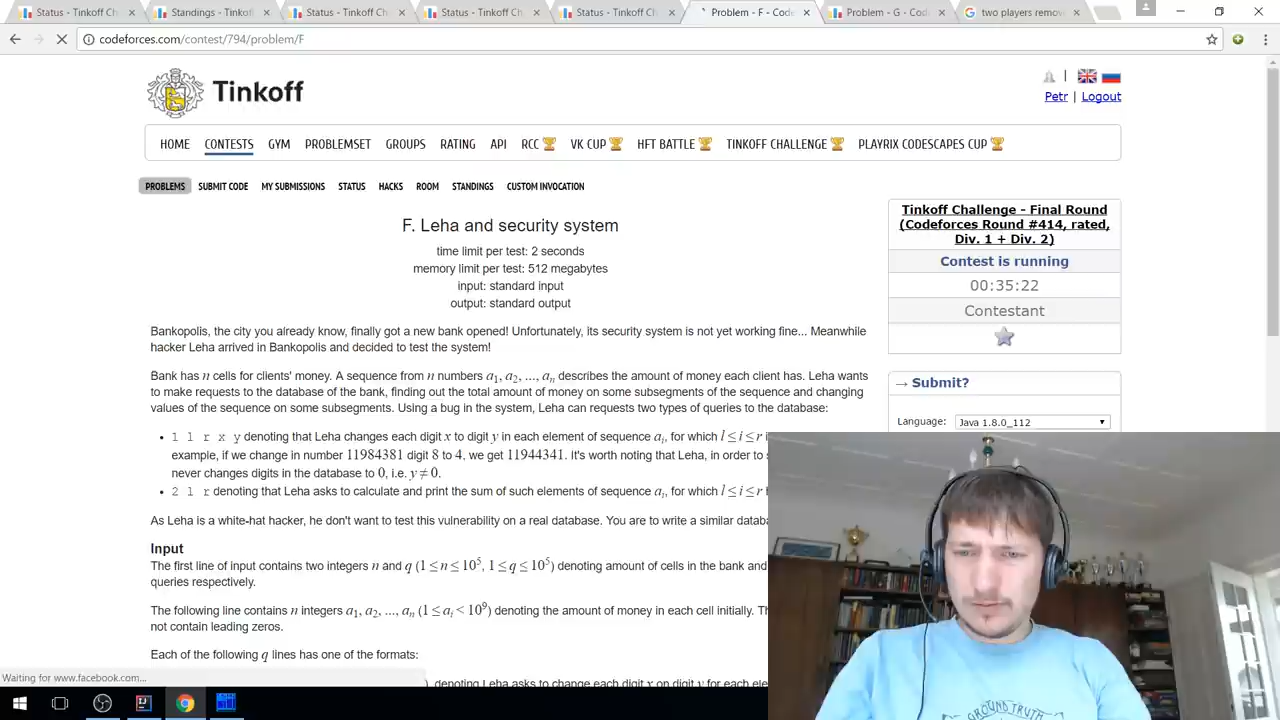 Status - Tinkoff Ch
Standings - Tinkoff
Status - Tinkoff Ch
Status - Tinkoff Ch
Status - Tinkoff Ch
Problem - F - Code
Problem - G - Code
two players remov
codeforces.com/contest/794/problem/F
Tinkoff
Petr | Logout
HOME CONTESTS GYM PROBLEMSET GROUPS RATING API RCC VK CUP HFT BATTLE TINKOFF CHALLENGE PLAYRIX CODESCAPES CUP
PROBLEMS SUBMIT CODE MY SUBMISSIONS STATUS HACKS ROOM STANDINGS CUSTOM INVOCATION
F. Leha and security system
time limit per test: 2 seconds
memory limit per test: 512 megabytes
input: standard input
output: standard output
Bankopolis, the city you already know, finally got a new bank opened! Unfortunately, its security system is not yet working fine... Meanwhile
hacker Leha arrived in Bankopolis and decided to test the system!
Bank has n cells for clients' money. A sequence from n numbers a1, a2, ..., an describes the amount of money each client has. Leha wants
to make requests to the database of the bank, finding out the total amount of money on some subsegments of the sequence and changing
values of the sequence on some subsegments. Using a bug in the system, Leha can requests two types of queries to the database:
• 1 l r x y denoting that Leha changes each digit x to digit y in each element of sequence ai, for which l ≤ i ≤ r i
example, if we change in number 11984381 digit 8 to 4, we get 11944341. It's worth noting that Leha, in order to
never changes digits in the database to 0, i.e. y ≠ 0.
• 2 l r denoting that Leha asks to calculate and print the sum of such elements of sequence ai, for which l ≤ i ≤ r
As Leha is a white-hat hacker, he don't want to test this vulnerability on a real database. You are to write a similar databa
Input
The first line of input contains two integers n and q (1 ≤ n ≤ 10^5, 1 ≤ q ≤ 10^5) denoting amount of cells in the bank and
queries respectively.
The following line contains n integers a1, a2, ..., an (1 ≤ ai < 10^9) denoting the amount of money in each cell initially. Th
not contain leading zeros.
Each of the following q lines has one of the formats:
), denoting Leha asks to change each digit x on digit y for each ele
Tinkoff Challenge - Final Round
(Codeforces Round #414, rated,
Div. 1 + Div. 2)
Contest is running
00:35:22
Contestant
→ Submit?
Language: Java 1.8.0_112
Waiting for www.facebook.com...